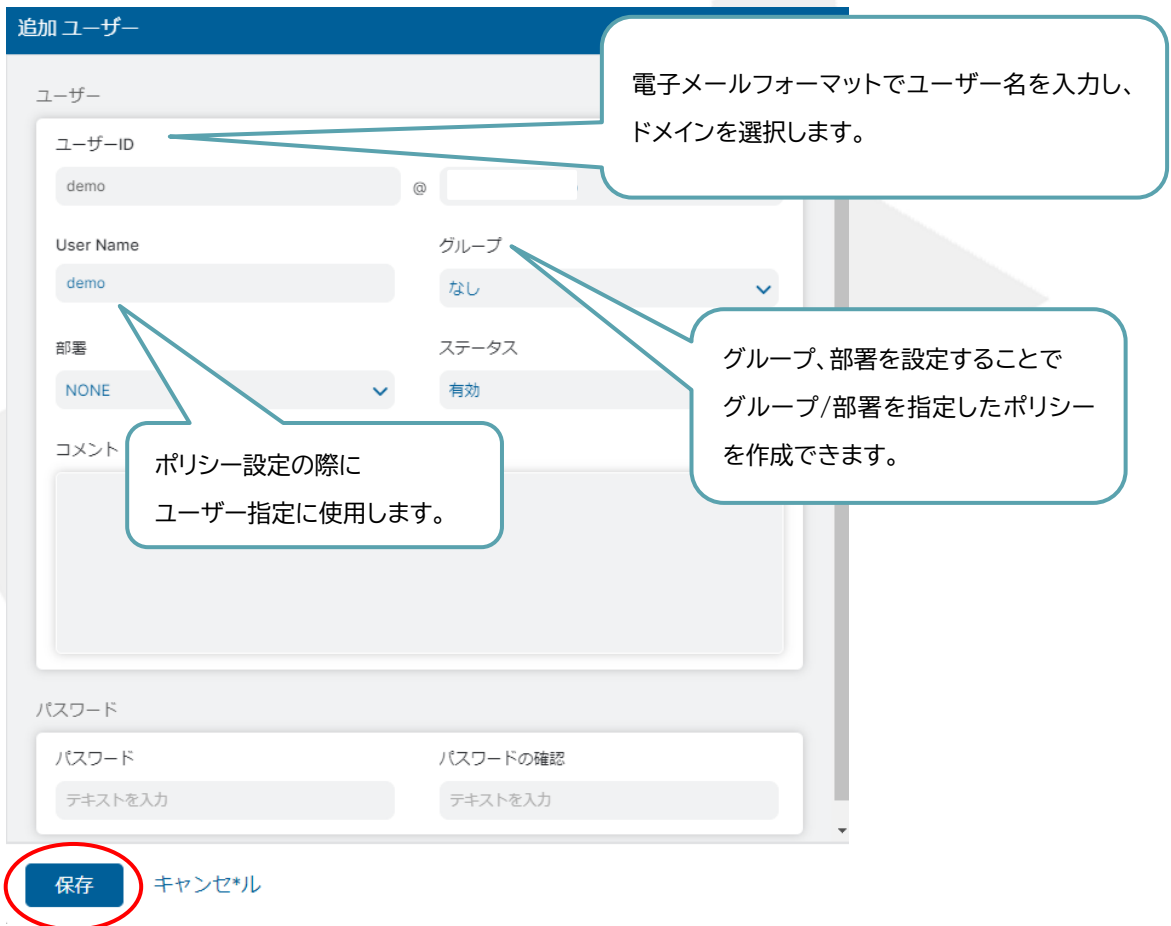 追加 ユーザー
電子メールフォーマットでユーザー名を入力し、
ドメインを選択します。
ユーザー
ユーザーID
demo @
User Name グループ
demo なし
部署 ステータス
NONE 有効
グループ、部署を設定することで
グループ/部署を指定したポリシー
を作成できます。
コメント
ポリシー設定の際に
ユーザー指定に使用します。
パスワード
パスワード パスワードの確認
テキストを入力 テキストを入力
保存 キャンセ*ル